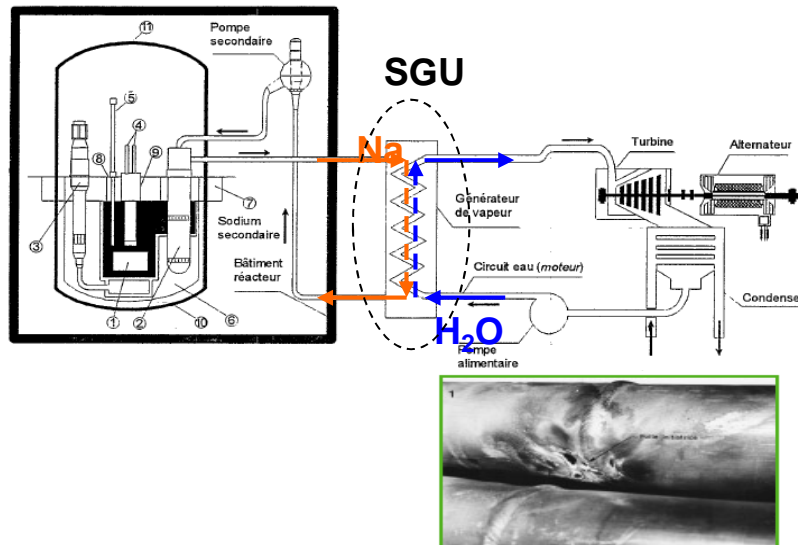 ⑪
Pompe
secondaire
SGU
⑤
④
⑧
⑨
Na
Turbine
Alternateur
⑦
③
Sodium
secondaire
Générateur
de vapeur
Bâtiment
réacteur
Circuit eau (moteur)
Condense
①
②
⑩
⑥
H₂O
Pompe
alimentaire
1